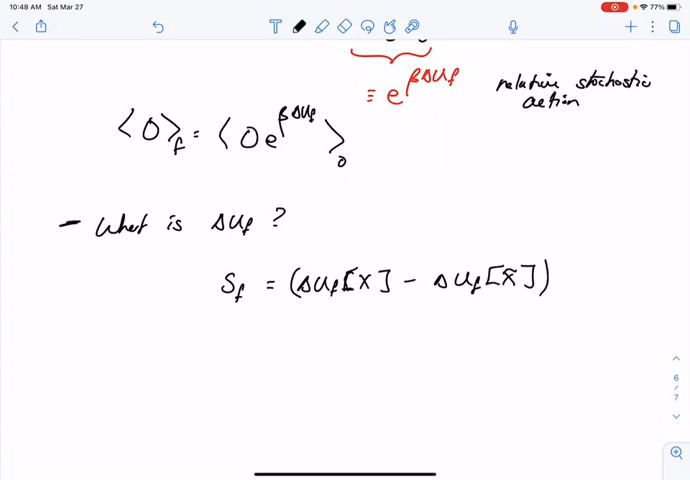 10:48 AM Sat Mar 27
77%
≡ e^{βΔU_f}
relative stochastic
action
⟨O⟩_f = ⟨O e^{βΔU_f}⟩_0
- What is ΔU_f ?
S_f = (ΔU_f[X] - ΔU_f[X̃])
6
/
7